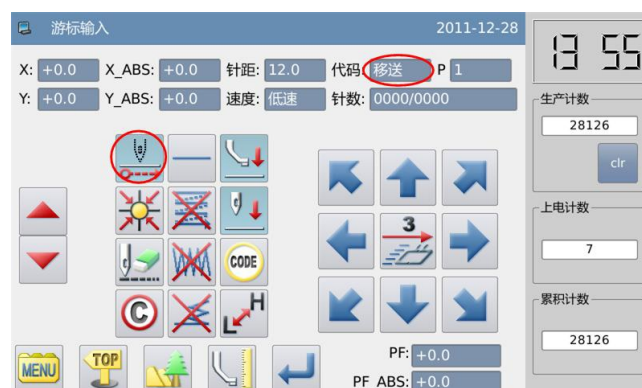 游标输入 2011-12-28
X: +0.0 X_ABS: +0.0 针距: 12.0 代码: 移送 P 1
Y: +0.0 Y_ABS: +0.0 速度: 低速 针数: 0000/0000
13 55
生产计数
28126
clr
上电计数
7
累积计数
28126
3
CODE
C
L H
PF: +0.0
PF_ABS: +0.0
MENU
TOP